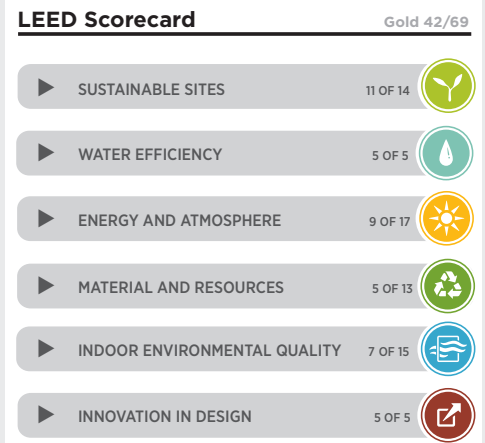 LEED Scorecard Gold 42/69
SUSTAINABLE SITES 11 OF 14
WATER EFFICIENCY 5 OF 5
ENERGY AND ATMOSPHERE 9 OF 17
MATERIAL AND RESOURCES 5 OF 13
INDOOR ENVIRONMENTAL QUALITY 7 OF 15
INNOVATION IN DESIGN 5 OF 5